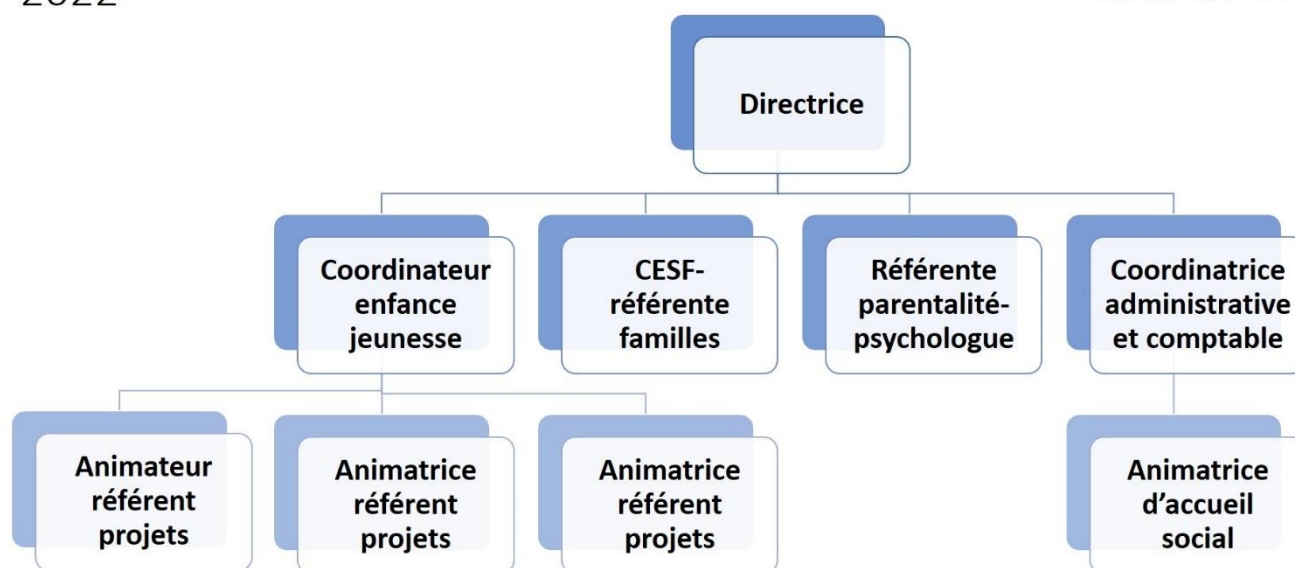 2022
Directrice
Coordinateur
enfance
jeunesse
CESF-
référente
familles
Référente
parentalité-
psychologue
Coordinatrice
administrative
et comptable
Animateur
référent
projets
Animatrice
référent
projets
Animatrice
référent
projets
Animatrice
d’accueil
social